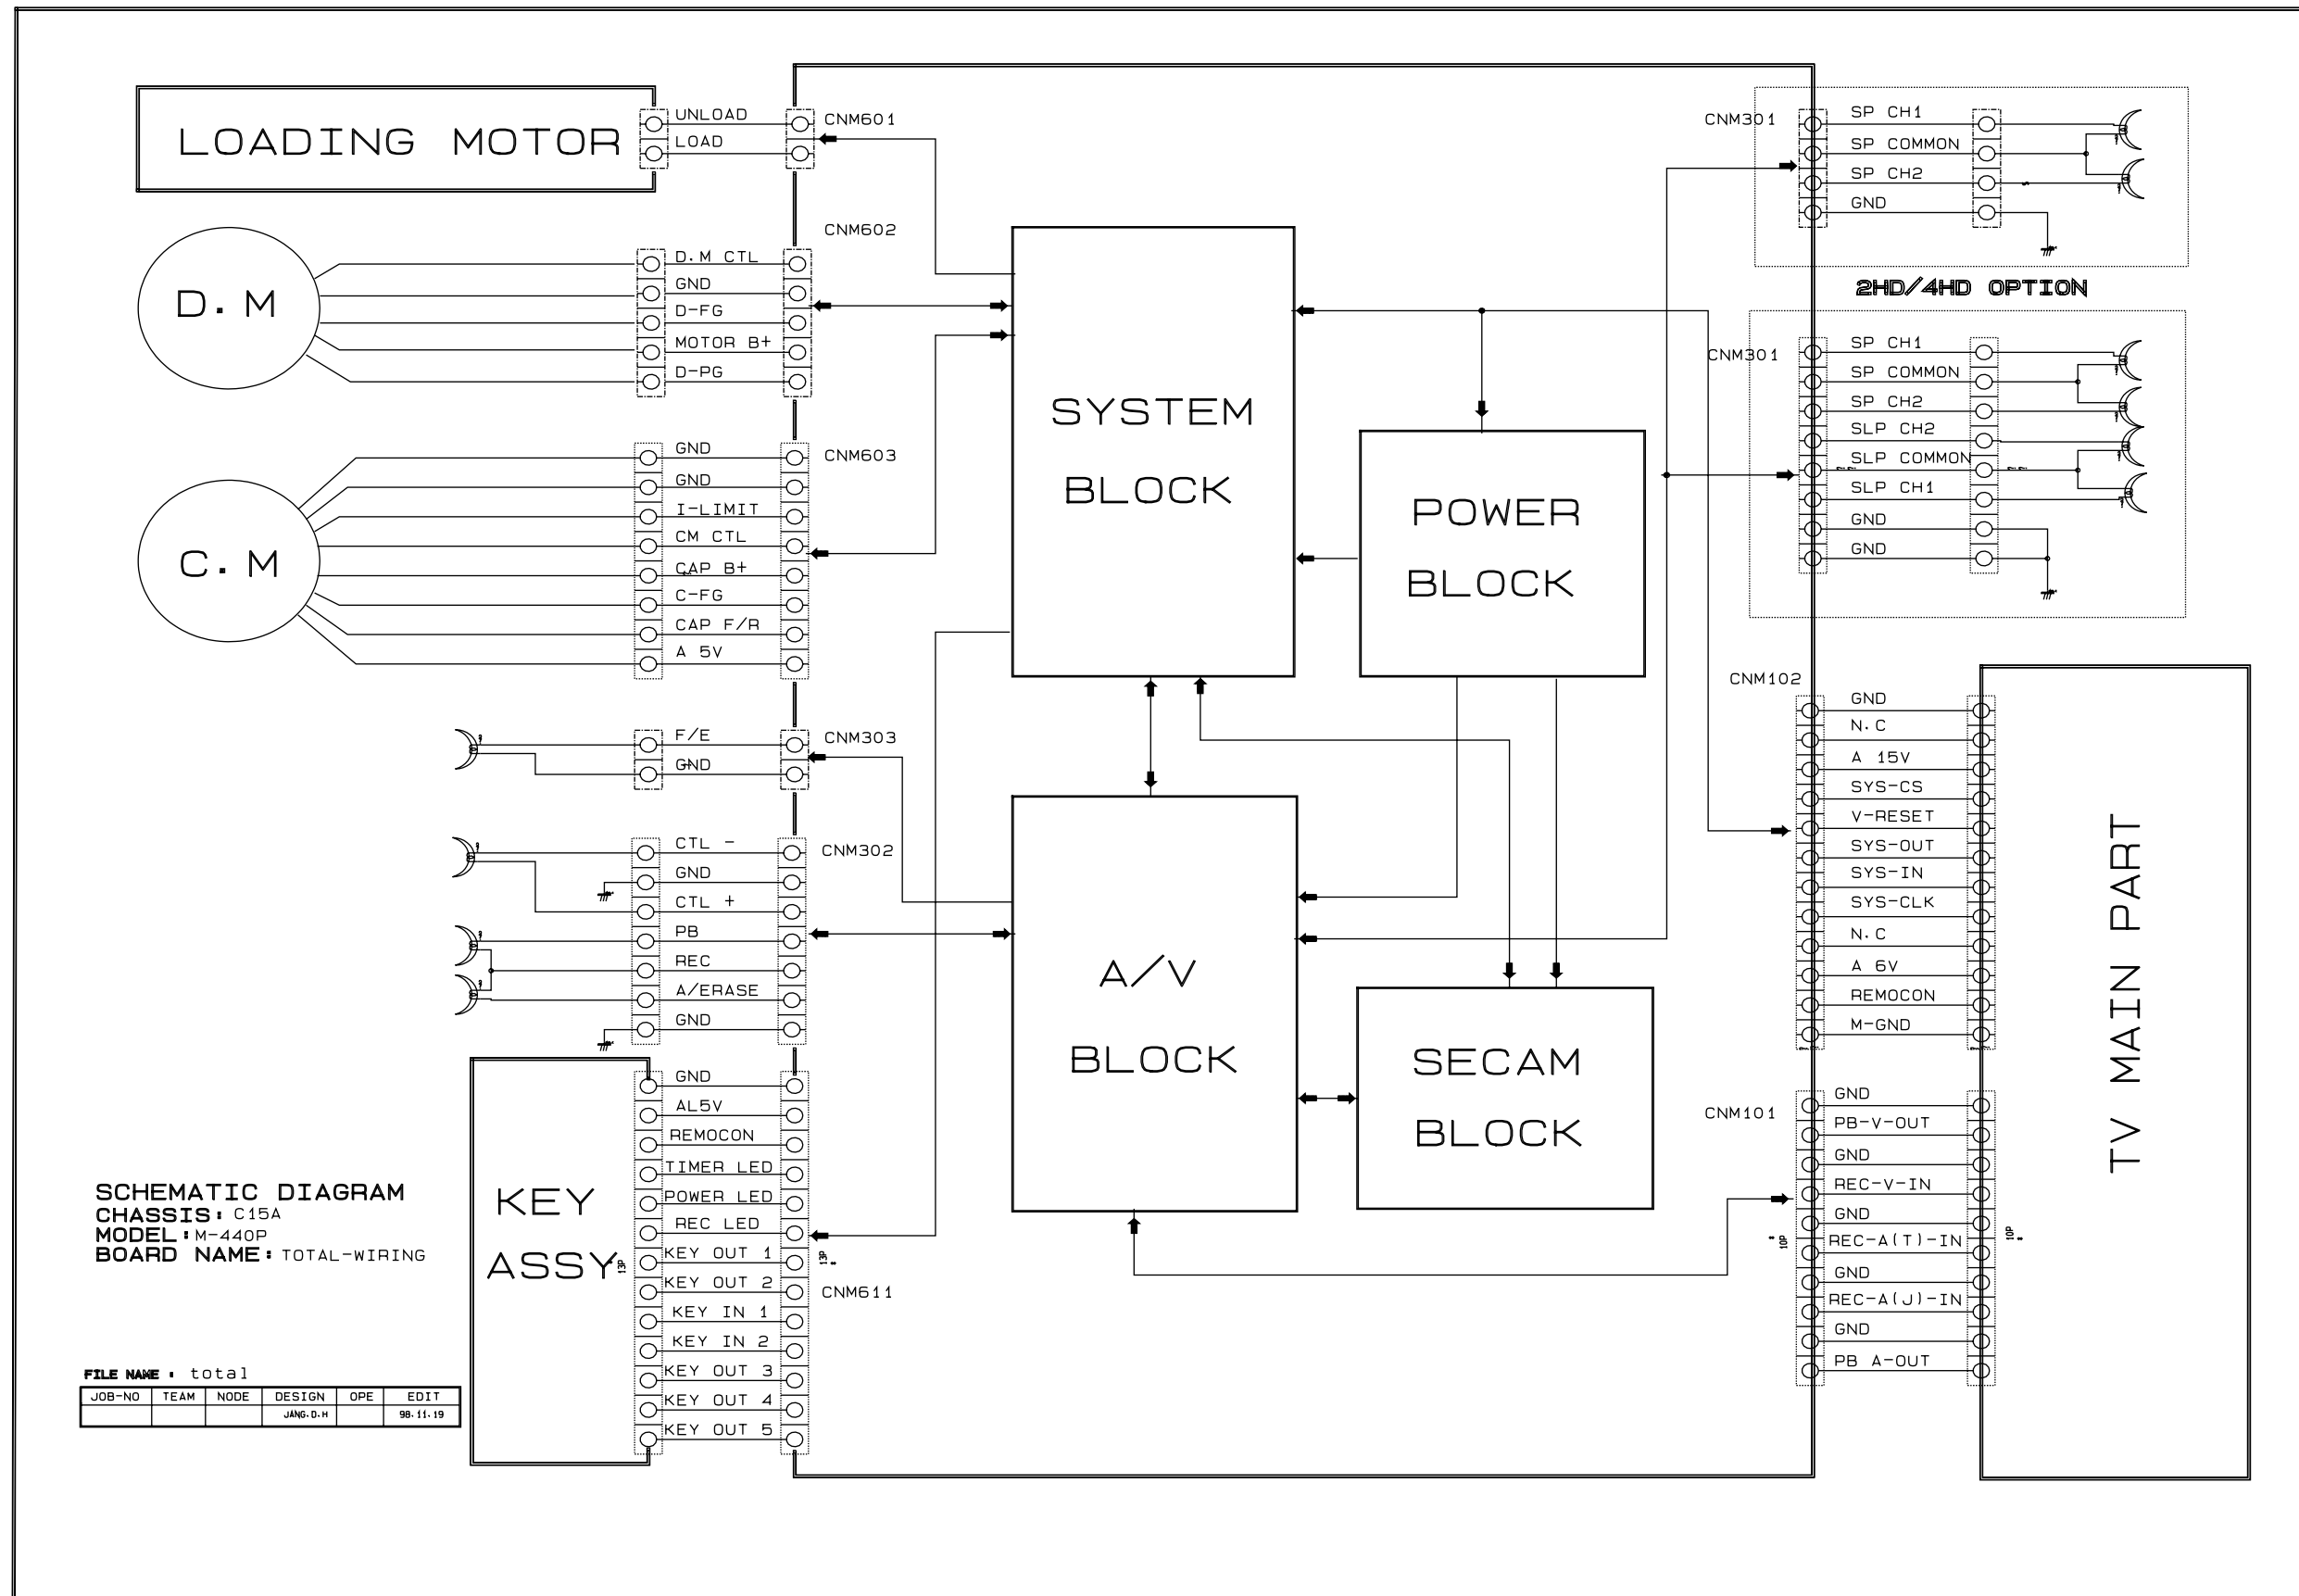 LOADING MOTOR
UNLOAD
LOAD
CNM601
D.M
CNM602
D.M CTL
GND
D-FG
MOTOR B+
D-PG
C.M
CNM603
GND
GND
I-LIMIT
CM CTL
CAP B+
C-FG
CAP F/R
A 5V
CNM303
F/E
GND
CNM302
CTL -
GND
CTL +
PB
REC
A/ERASE
GND
KEY
ASSY
GND
AL5V
REMOCON
TIMER LED
POWER LED
REC LED
KEY OUT 1
KEY OUT 2
KEY IN 1
KEY IN 2
KEY OUT 3
KEY OUT 4
KEY OUT 5
13P
13P
CNM611
SYSTEM
BLOCK
POWER
BLOCK
A/V
BLOCK
SECAM
BLOCK
CNM301
SP CH1
SP COMMON
SP CH2
GND
2HD/4HD OPTION
CNM301
SP CH1
SP COMMON
SP CH2
SLP CH2
SLP COMMON
SLP CH1
GND
GND
CNM102
GND
N.C
A 15V
SYS-CS
V-RESET
SYS-OUT
SYS-IN
SYS-CLK
N.C
A 6V
REMOCON
M-GND
CNM101
GND
PB-V-OUT
GND
REC-V-IN
GND
REC-A(T)-IN
GND
REC-A(J)-IN
GND
PB A-OUT
10P
10P
TV MAIN PART
SCHEMATIC DIAGRAM
CHASSIS: C15A
MODEL: M-440P
BOARD NAME: TOTAL-WIRING
FILE NAME : total
JOB-NO TEAM NODE DESIGN OPE EDIT
JANG.D.H 98.11.19